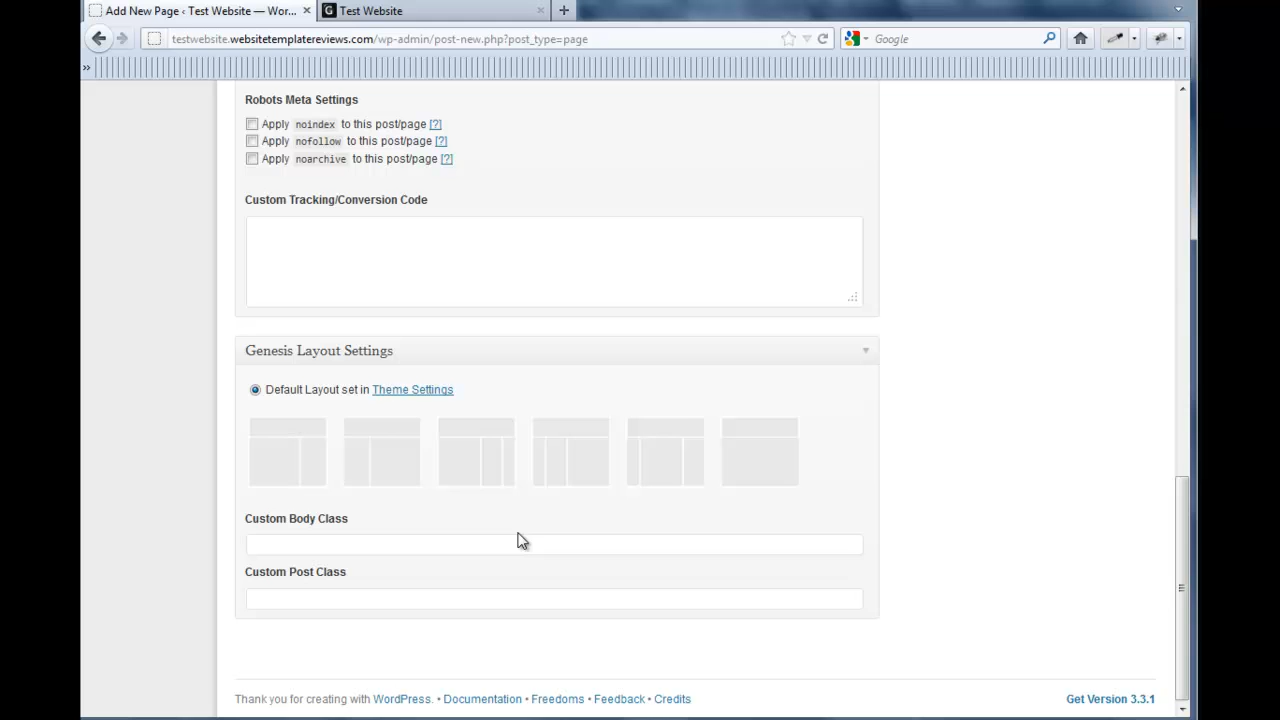 Add New Page ‹ Test Website — Wor...
Test Website
testwebsite.websitetemplatereviews.com/wp-admin/post-new.php?post_type=page
Google
Robots Meta Settings
Apply noindex to this post/page [?]
Apply nofollow to this post/page [?]
Apply noarchive to this post/page [?]
Custom Tracking/Conversion Code
Genesis Layout Settings
Default Layout set in Theme Settings
Custom Body Class
Custom Post Class
Thank you for creating with WordPress. • Documentation • Freedoms • Feedback • Credits
Get Version 3.3.1